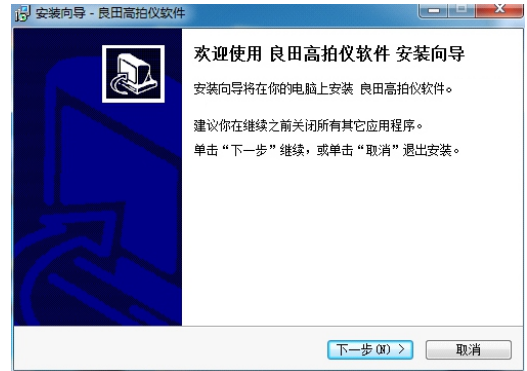 安装向导 - 良田高拍仪软件
欢迎使用 良田高拍仪软件 安装向导
安装向导将在你的电脑上安装 良田高拍仪软件。
建议你在继续之前关闭所有其它应用程序。
单击“下一步”继续，或单击“取消”退出安装。
下一步(N) >
取消